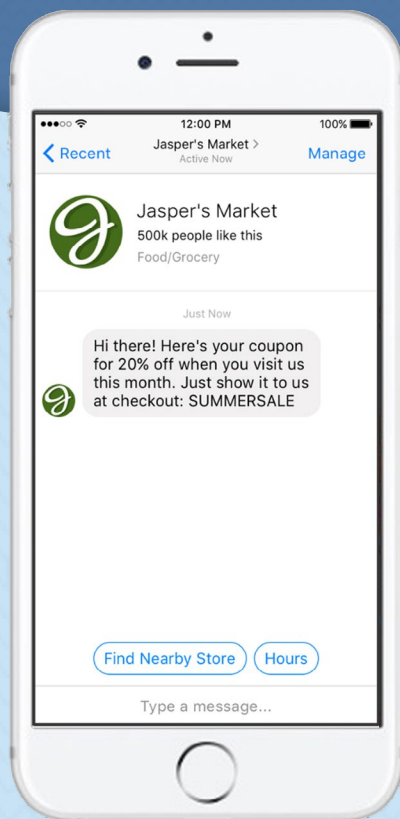 12:00 PM
100%
Recent
Jasper's Market >
Active Now
Manage
Jasper's Market
500k people like this
Food/Grocery
Just Now
Hi there! Here's your coupon
for 20% off when you visit us
this month. Just show it to us
at checkout: SUMMERSALE
Find Nearby Store
Hours
Type a message...